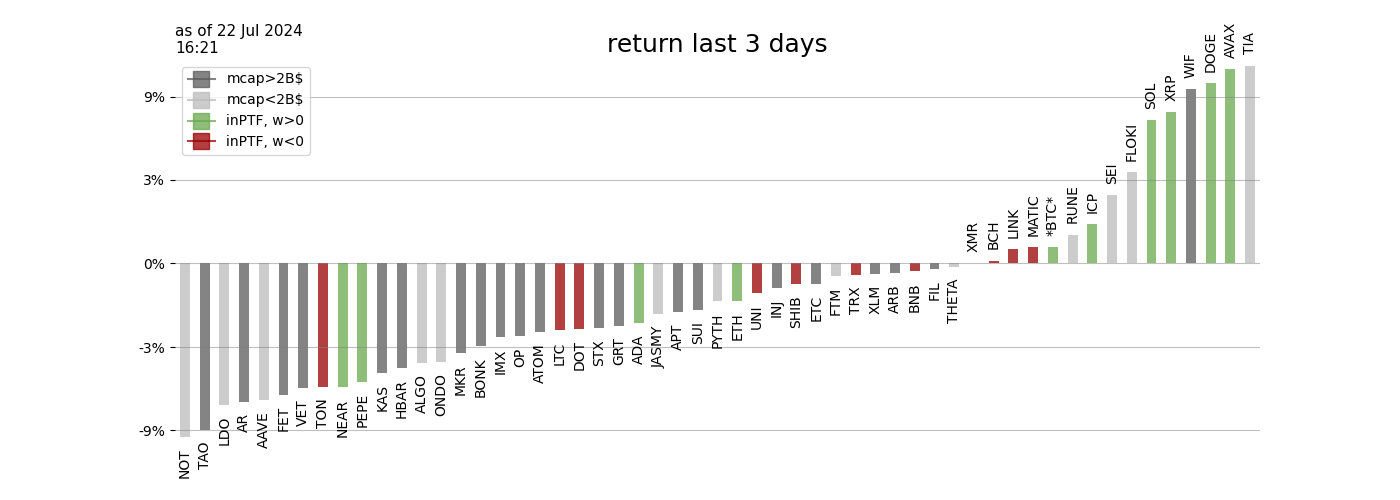 as of 22 Jul 2024
16:21
return last 3 days
mcap>2B$
mcap<2B$
inPTF, w>0
inPTF, w<0
9%
3%
0%
-3%
-9%
NOT
TAO
LDO
AR
AAVE
FET
VET
TON
NEAR
PEPE
KAS
HBAR
ALGO
ONDO
MKR
BONK
IMX
OP
ATOM
LTC
DOT
STX
GRT
ADA
JASMY
APT
SUI
PYTH
ETH
UNI
INJ
SHIB
ETC
FTM
TRX
XLM
ARB
BNB
FIL
THETA
XMR
BCH
LINK
MATIC
*BTC*
RUNE
ICP
SEI
FLOKI
SOL
XRP
WIF
DOGE
AVAX
TIA